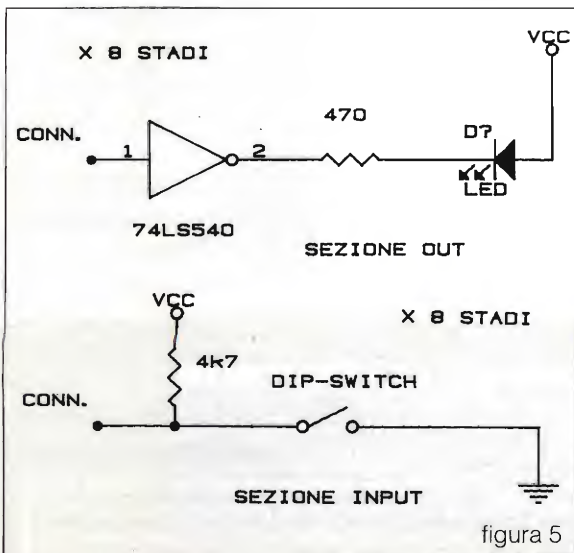 X 8 STADI
VCC
CONN.
1
2
470
D?
LED
74LS540
SEZIONE OUT
VCC
X 8 STADI
4k7
CONN.
DIP-SWITCH
SEZIONE INPUT
figura 5